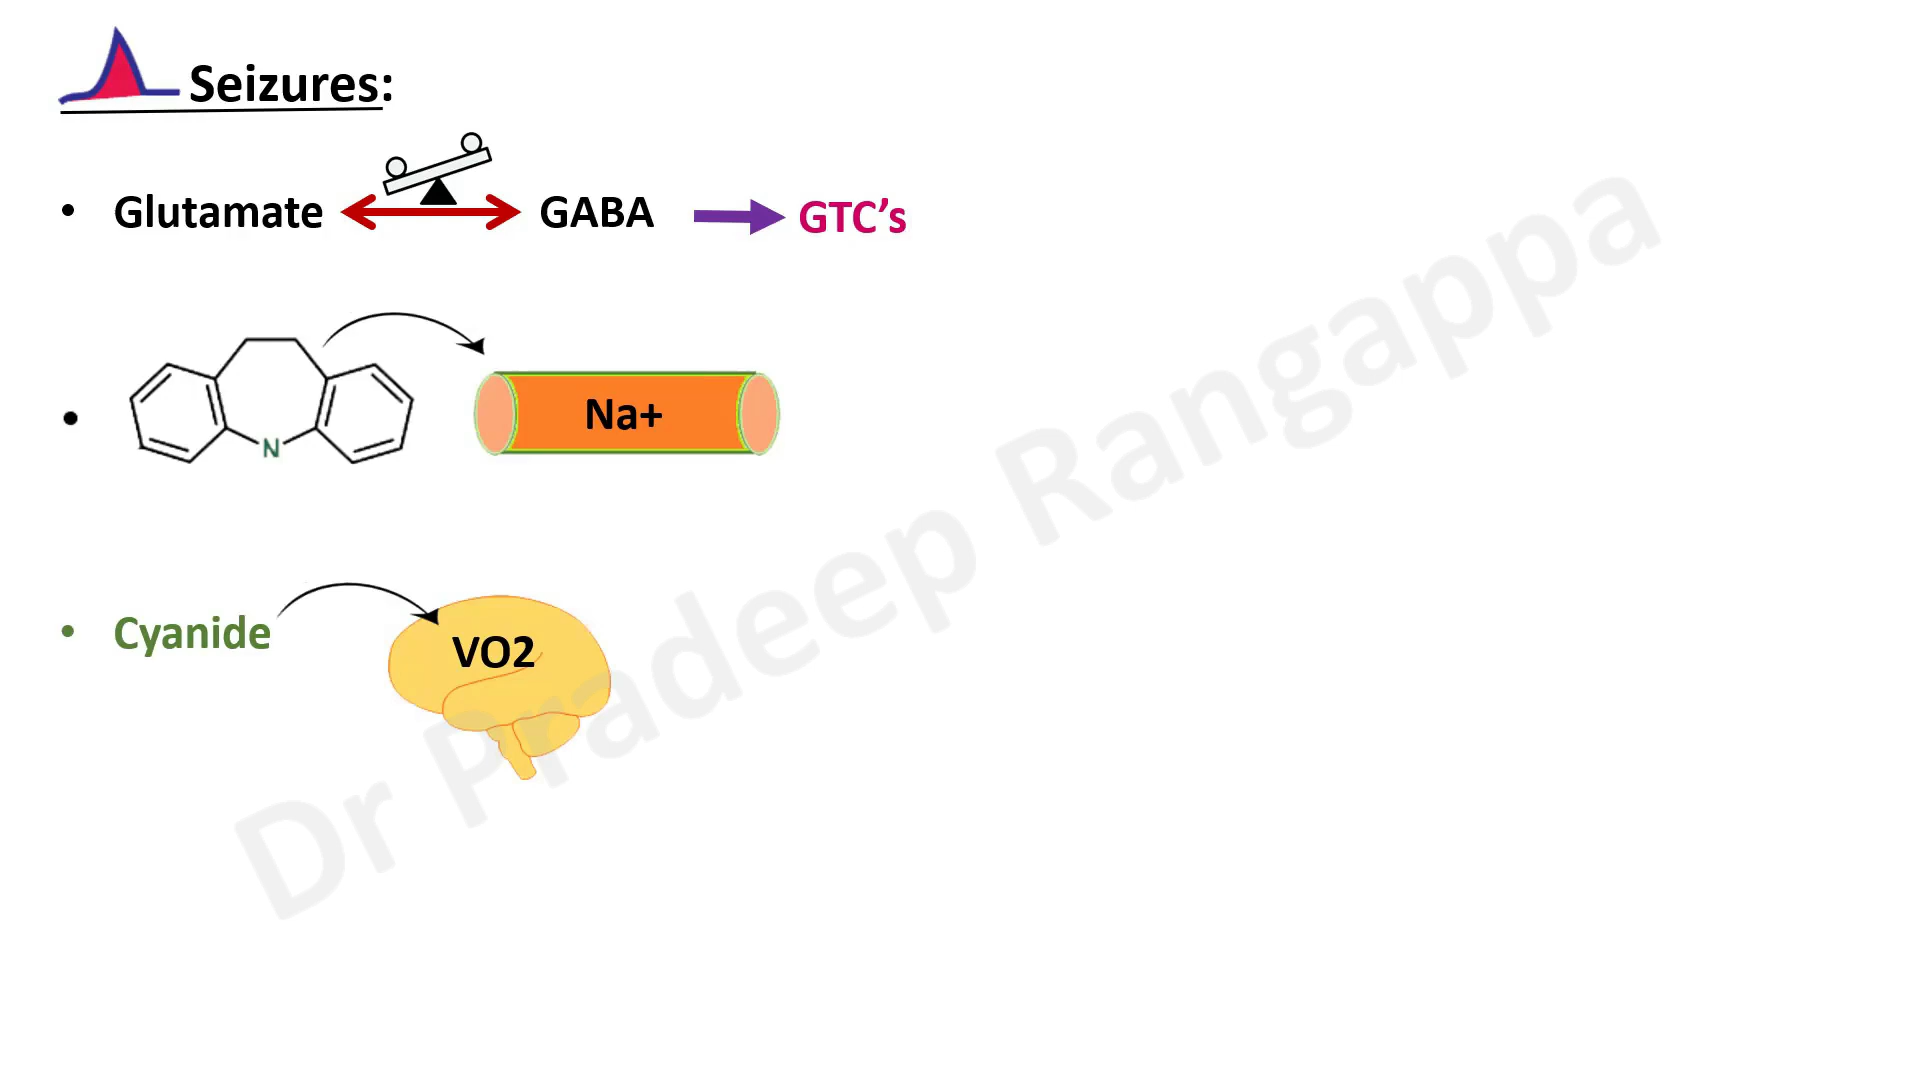 Seizures:
• Glutamate GABA GTC’s
• N Na+
• Cyanide VO2
Dr Pradeep Rangappa